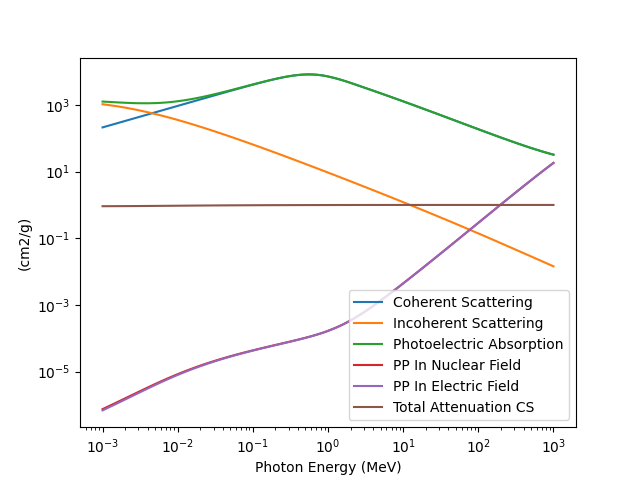 (cm2/g)
10^3
10^1
10^−1
10^−3
10^−5
Coherent Scattering
Incoherent Scattering
Photoelectric Absorption
PP In Nuclear Field
PP In Electric Field
Total Attenuation CS
10^−3 10^−2 10^−1 10^0 10^1 10^2 10^3
Photon Energy (MeV)